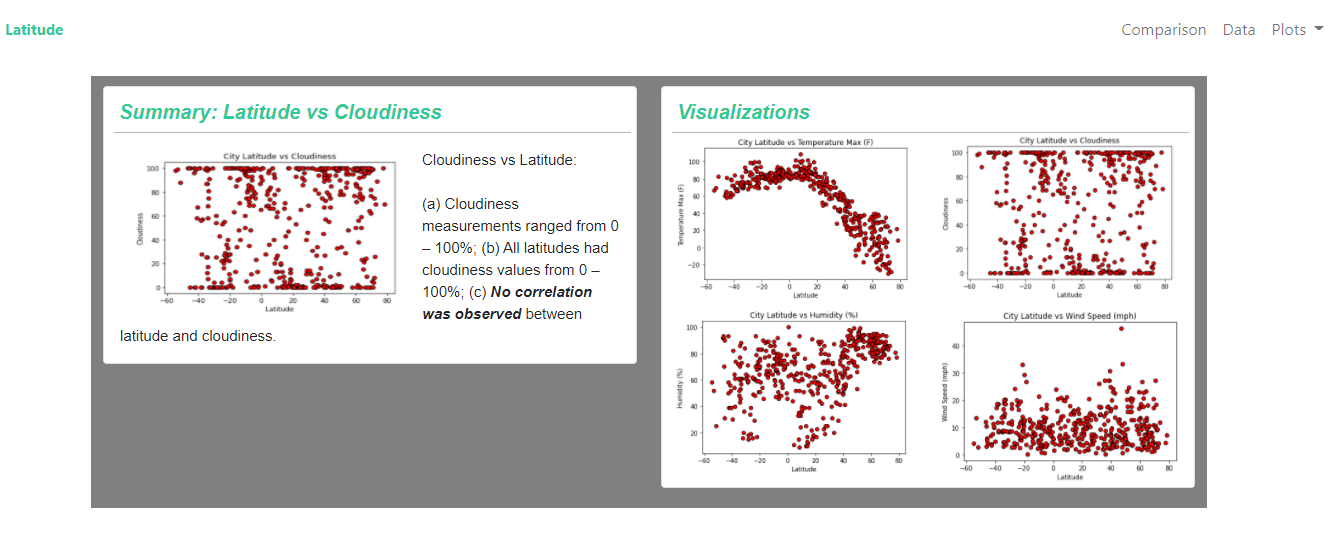 Latitude
Comparison Data Plots
Summary: Latitude vs Cloudiness
City Latitude vs Cloudiness
100
80
60
40
20
0
Cloudiness
−60 −40 −20 0 20 40 60 80
Latitude
Cloudiness vs Latitude:
(a) Cloudiness
measurements ranged from 0
– 100%; (b) All latitudes had
cloudiness values from 0 –
100%; (c) No correlation
was observed between
latitude and cloudiness.
Visualizations
City Latitude vs Temperature Max (F)
100
80
60
40
20
0
−20
Temperature Max (F)
−60 −40 −20 0 20 40 60 80
Latitude
City Latitude vs Cloudiness
100
80
60
40
20
0
Cloudiness
−60 −40 −20 0 20 40 60 80
Latitude
City Latitude vs Humidity (%)
100
80
60
40
20
Humidity (%)
−60 −40 −20 0 20 40 60 80
Latitude
City Latitude vs Wind Speed (mph)
40
30
20
10
0
Wind Speed (mph)
−60 −40 −20 0 20 40 60 80
Latitude